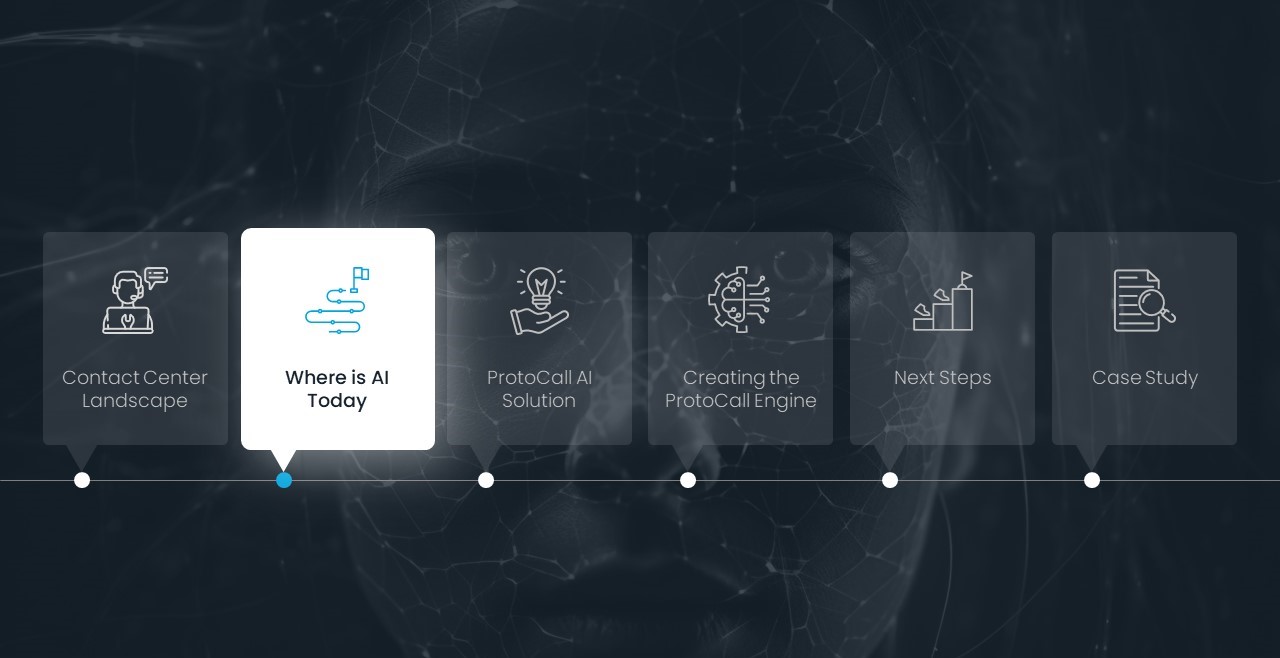 Contact Center
Landscape
Where is AI
Today
ProtoCall AI
Solution
Creating the
ProtoCall Engine
Next Steps
Case Study